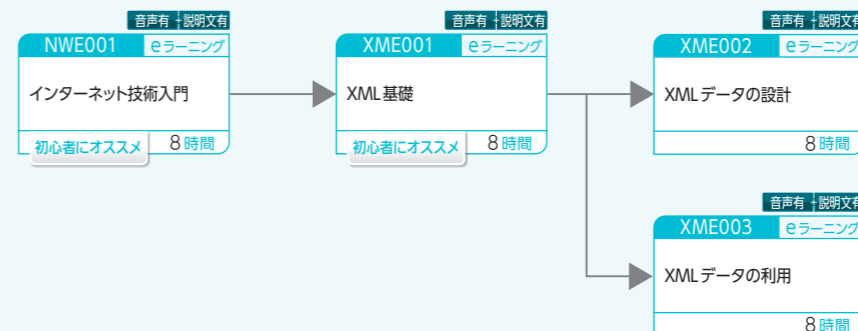 音声有 + 説明文有
NWE001 eラーニング
インターネット技術入門
初心者にオススメ 8時間
音声有 + 説明文有
XME001 eラーニング
XML基礎
初心者にオススメ 8時間
音声有 + 説明文有
XME002 eラーニング
XMLデータの設計
8時間
音声有 + 説明文有
XME003 eラーニング
XMLデータの利用
8時間